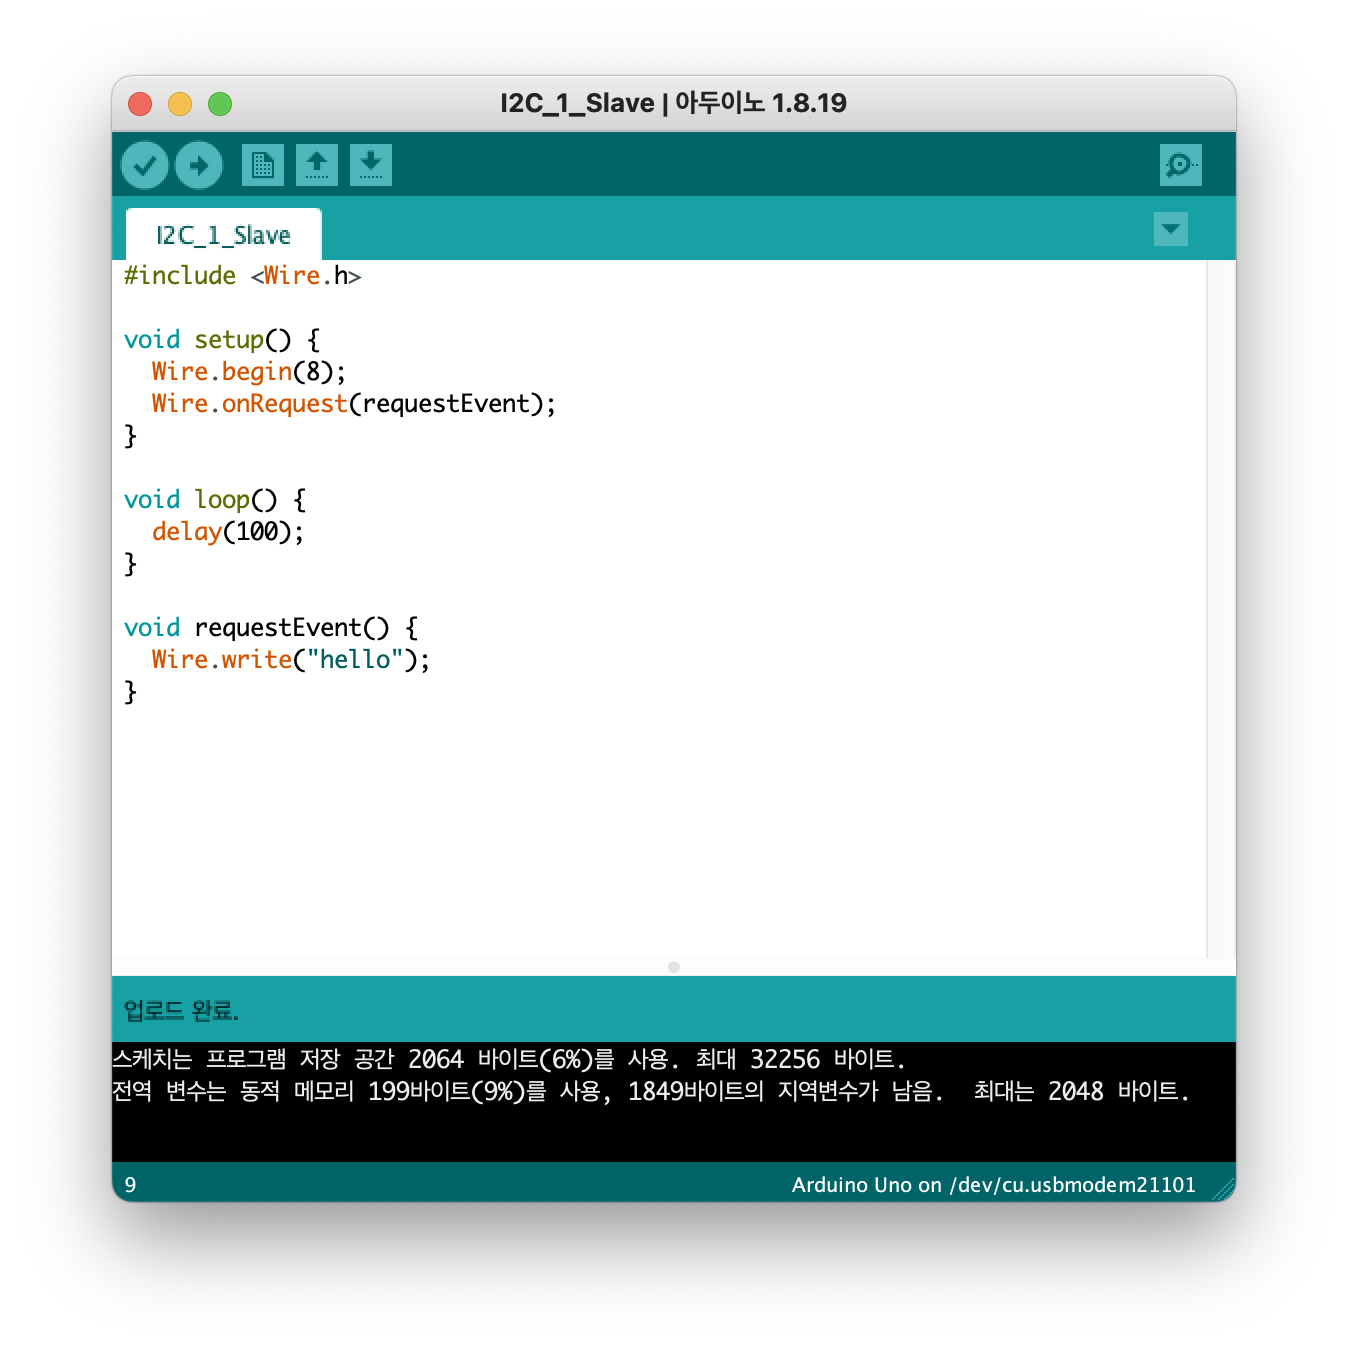 I2C_1_Slave | 아두이노 1.8.19
I2C_1_Slave
#include <Wire.h>
void setup() {
  Wire.begin(8);
  Wire.onRequest(requestEvent);
}
void loop() {
  delay(100);
}
void requestEvent() {
  Wire.write("hello");
}
업로드 완료.
스케치는 프로그램 저장 공간 2064 바이트(6%)를 사용. 최대 32256 바이트.
전역 변수는 동적 메모리 199바이트(9%)를 사용, 1849바이트의 지역변수가 남음.  최대는 2048 바이트.
9
Arduino Uno on /dev/cu.usbmodem21101